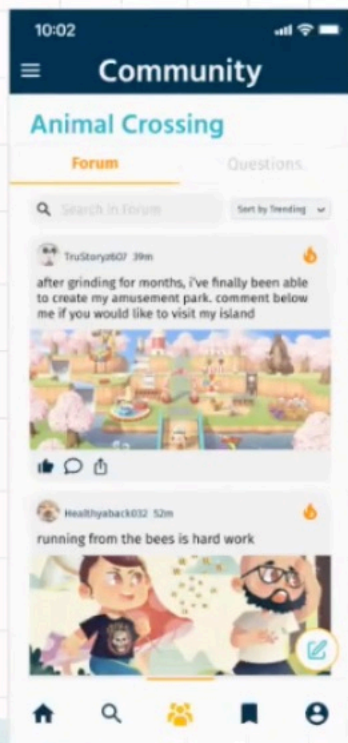 10:02
Community
Animal Crossing
Forum
Questions
Search in Forum
Sort by Trending
TruStoryz607 39m
after grinding for months, i've finally been able
to create my amusement park. comment below
me if you would like to visit my island
Healthyaback032 52m
running from the bees is hard work